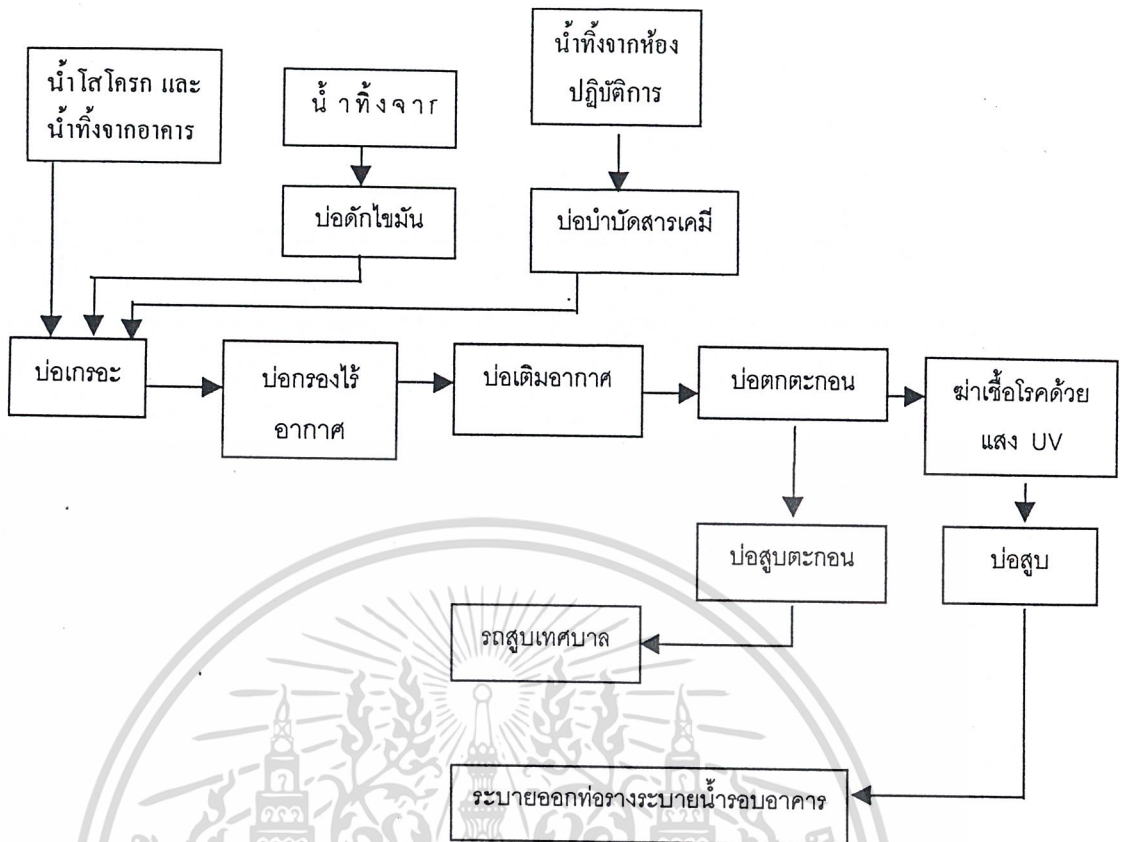 น้ำโสโครก และ
น้ำทิ้งจากอาคาร
น้ำทิ้งจาก
น้ำทิ้งจากห้อง
ปฏิบัติการ
บ่อดักไขมัน
บ่อบำบัดสารเคมี
บ่อเกรอะ
บ่อกรองไร้
อากาศ
บ่อเติมอากาศ
บ่อตกตะกอน
ฆ่าเชื้อโรคด้วย
แสง UV
บ่อสูบตะกอน
บ่อสูบ
รถสูบเทศบาล
ระบายออกท่อรางระบายน้ำรอบอาคาร